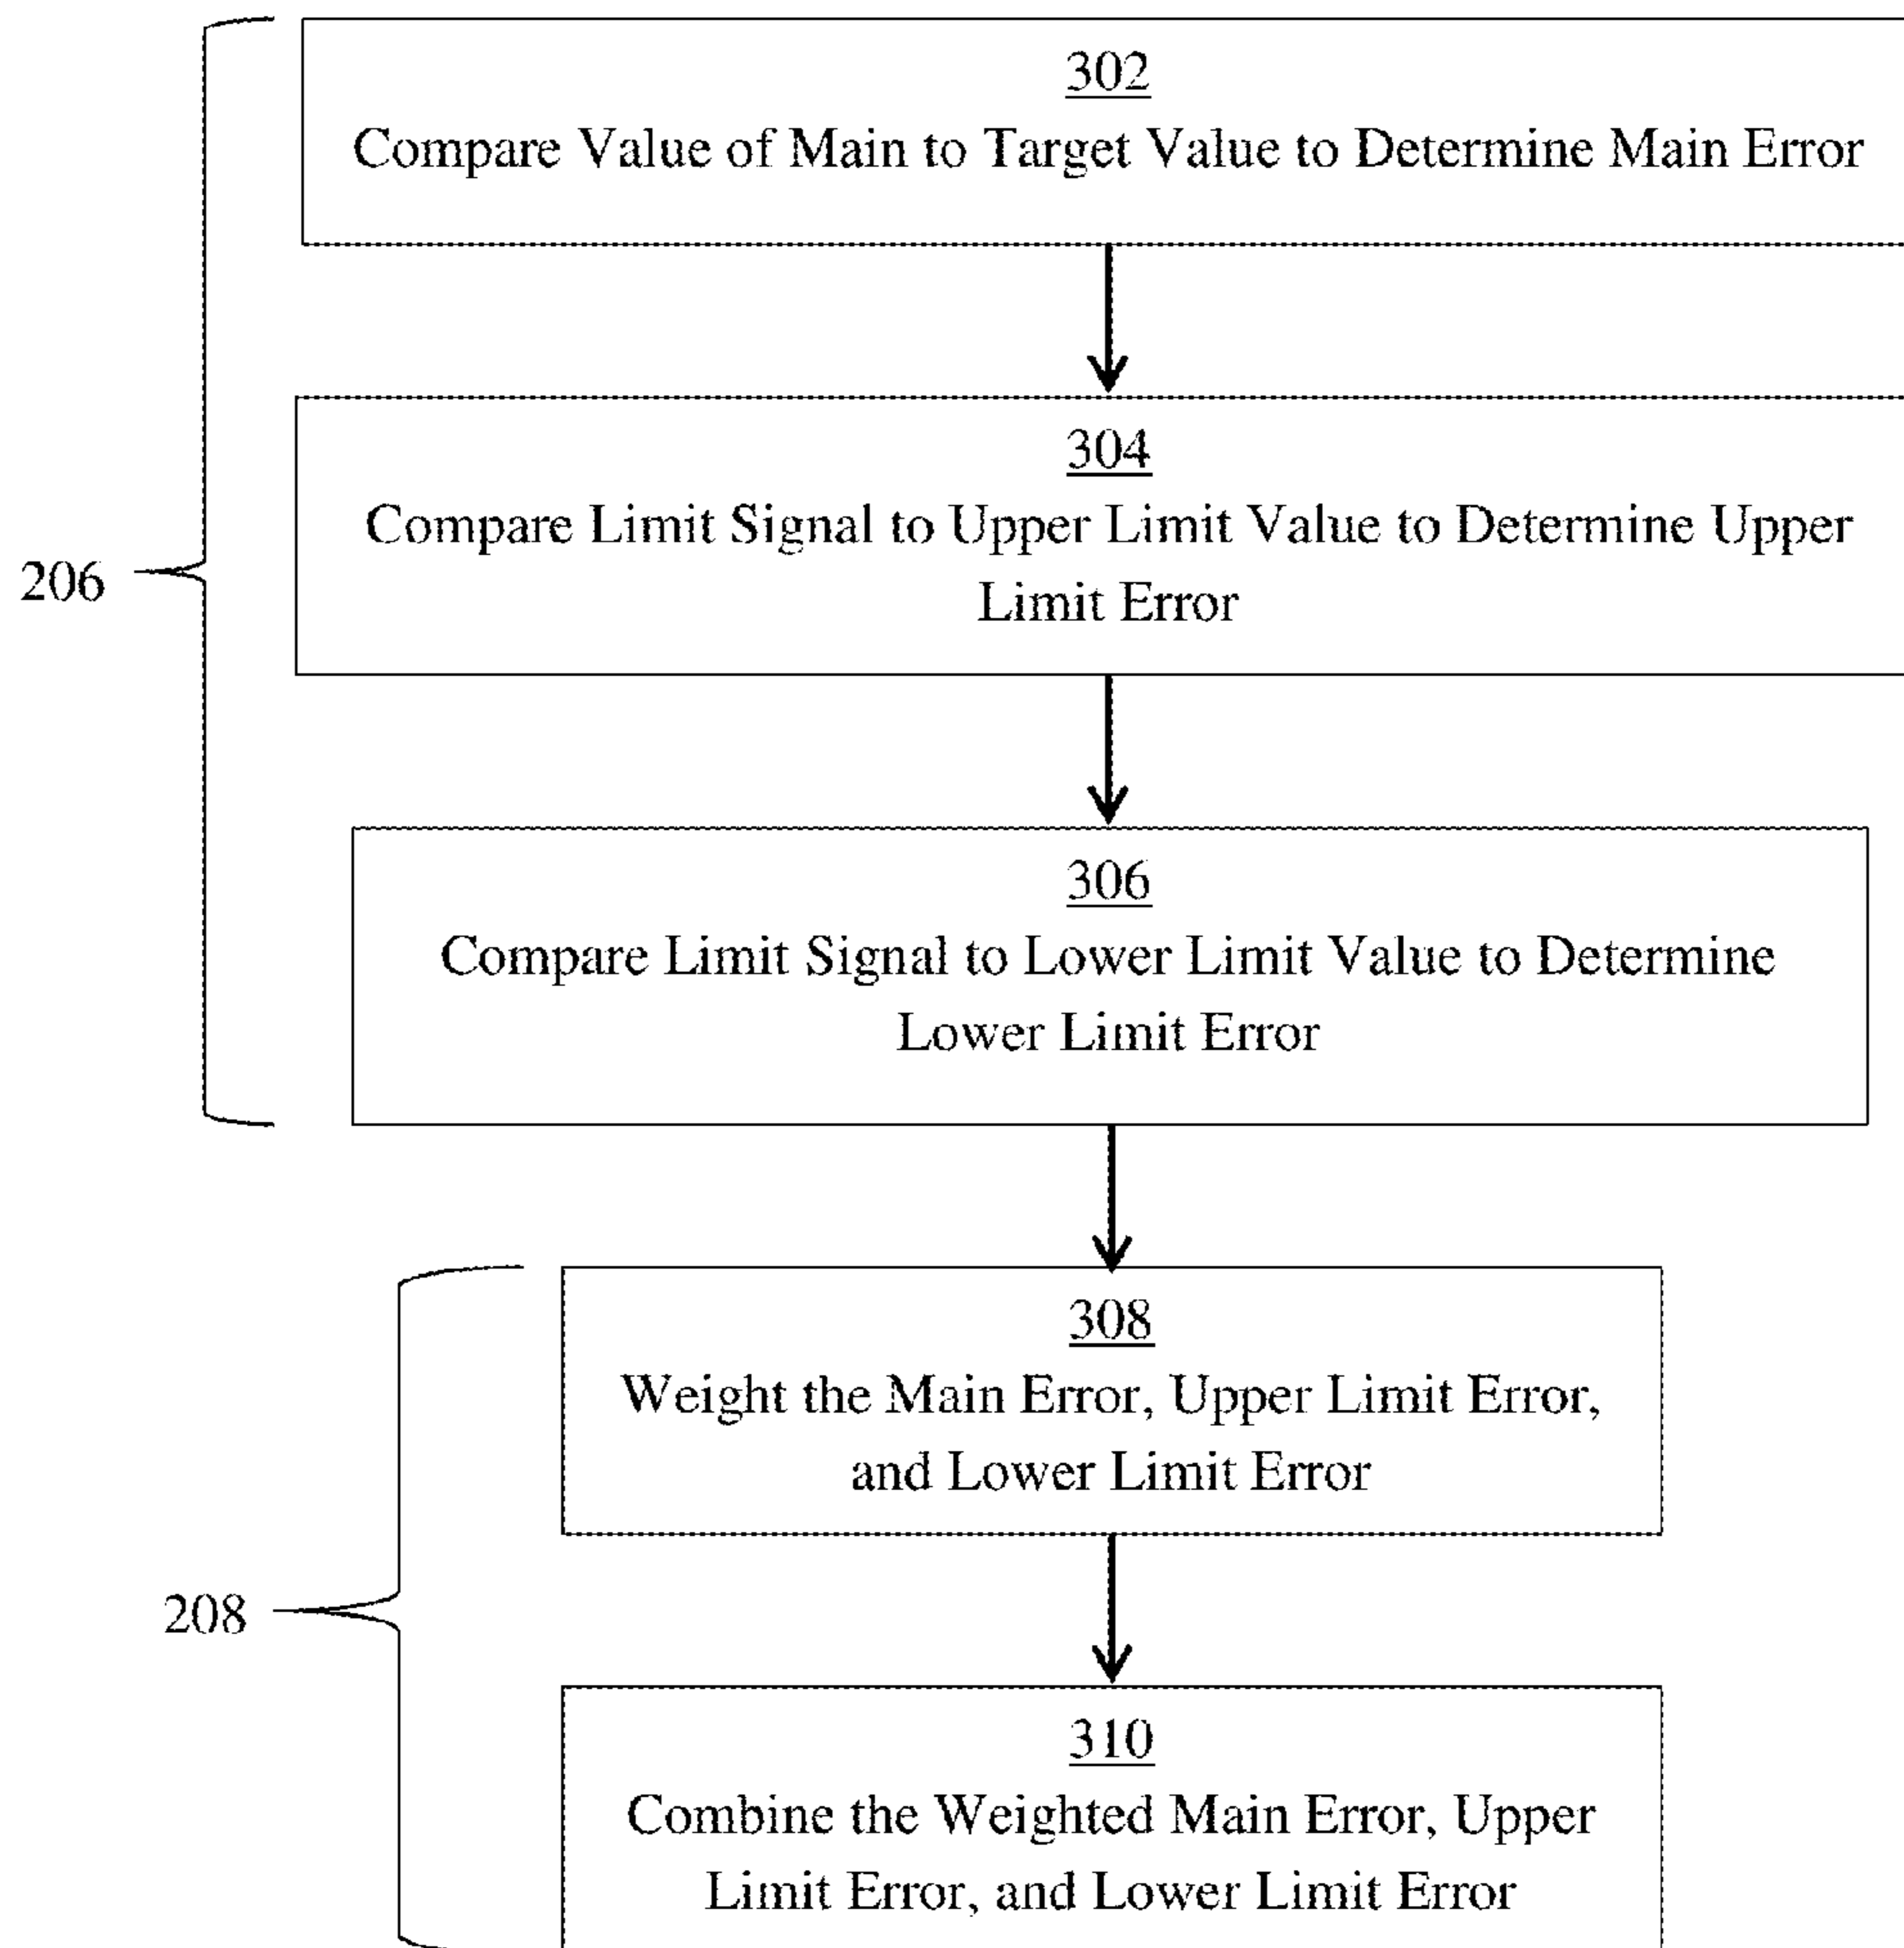 302
Compare Value of Main to Target Value to Determine Main Error
304
Compare Limit Signal to Upper Limit Value to Determine Upper
Limit Error
206
306
Compare Limit Signal to Lower Limit Value to Determine
Lower Limit Error
308
Weight the Main Error, Upper Limit Error,
and Lower Limit Error
208
310
Combine the Weighted Main Error, Upper
Limit Error, and Lower Limit Error